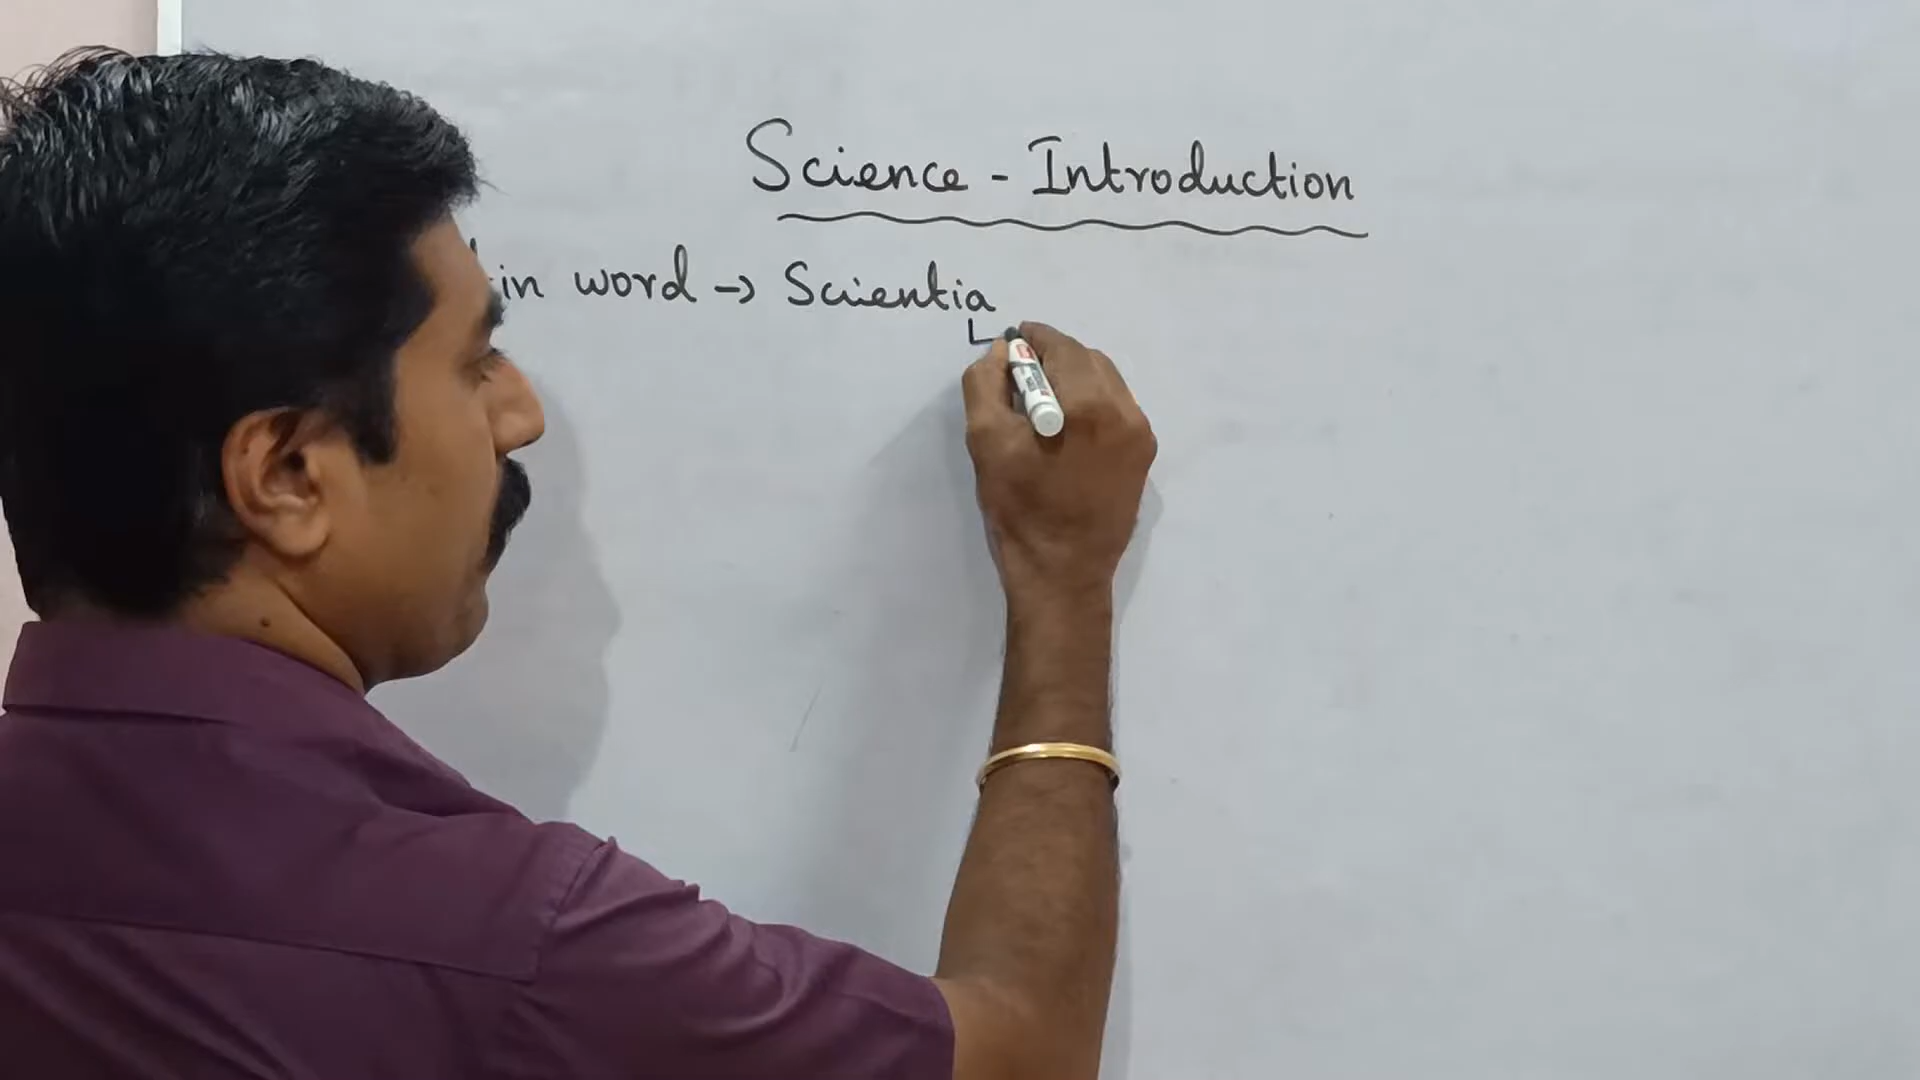 Science - Introduction
in word → Scientia